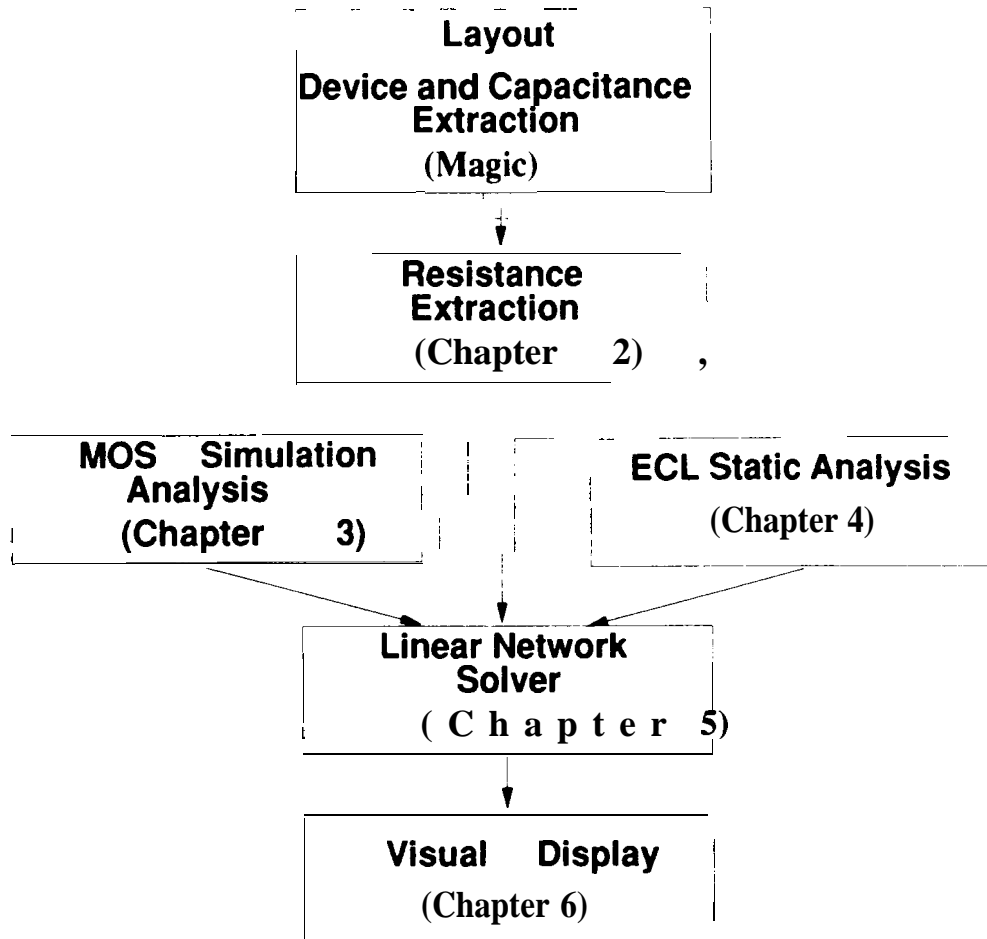 Layout
Device and Capacitance
Extraction
(Magic)
Resistance
Extraction
(Chapter 2) ,
MOS Simulation
Analysis
(Chapter 3)
ECL Static Analysis
(Chapter 4)
Linear Network
Solver
(Chapter 5)
Visual Display
(Chapter 6)